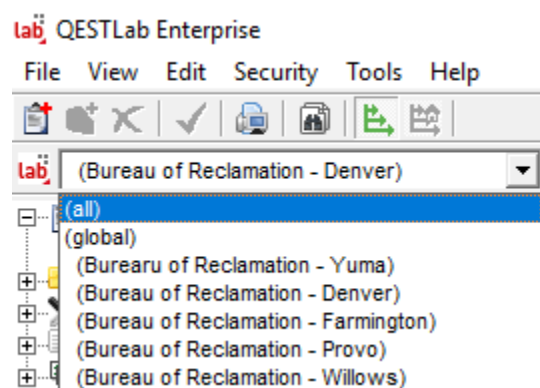 lab QESTLab Enterprise
File View Edit Security Tools Help
lab (Bureau of Reclamation - Denver)
(all)
(global)
(Burearu of Reclamation - Yuma)
(Bureau of Reclamation - Denver)
(Bureau of Reclamation - Farmington)
(Bureau of Reclamation - Provo)
(Bureau of Reclamation - Willows)